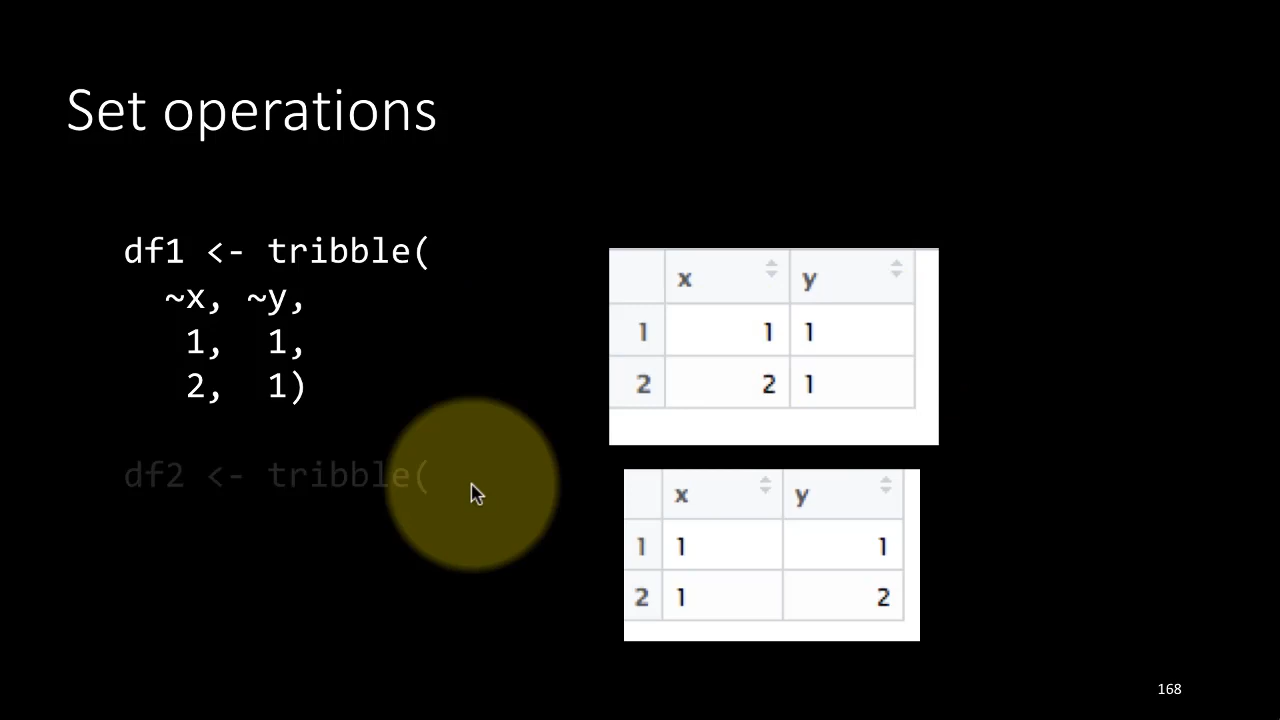 Set operations
df1 <- tribble(
~x, ~y,
1, 1,
2, 1)
df2 <- tribble(
x y
1 1 1
2 2 1
x y
1 1 1
2 1 2
168